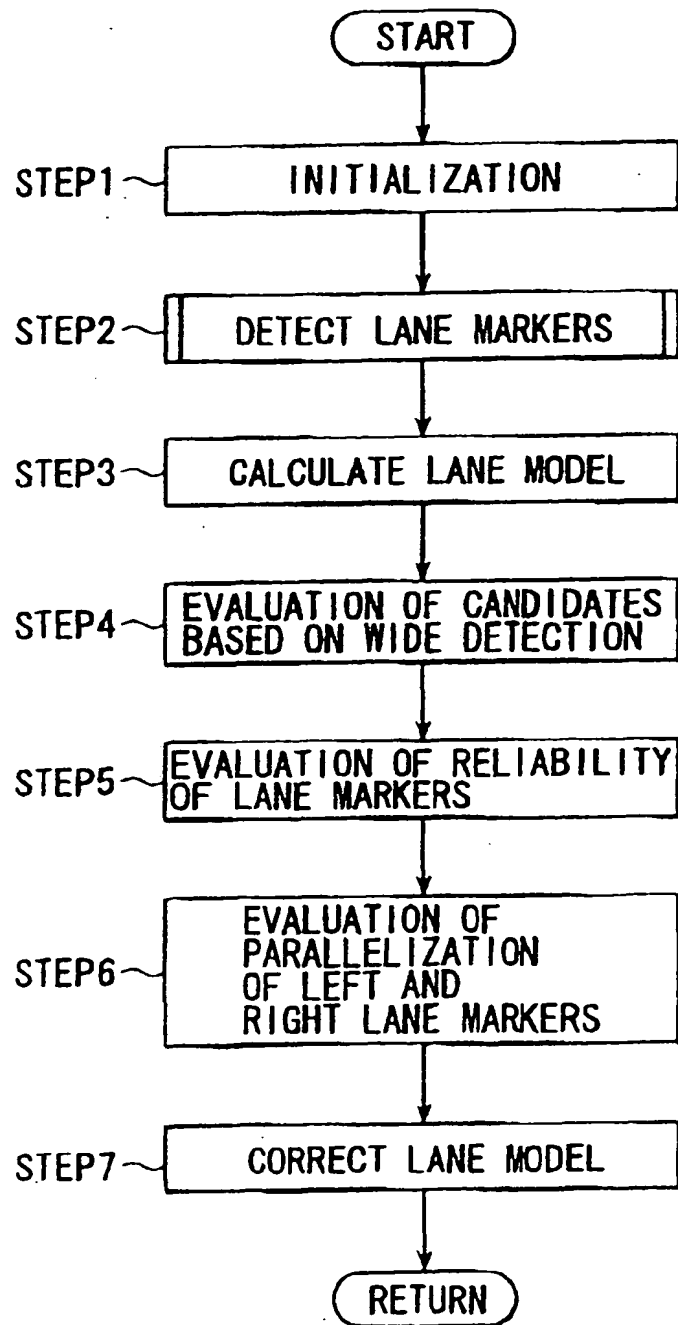 START
STEP1
INITIALIZATION
STEP2
DETECT LANE MARKERS
STEP3
CALCULATE LANE MODEL
STEP4
EVALUATION OF CANDIDATES
BASED ON WIDE DETECTION
STEP5
EVALUATION OF RELIABILITY
OF LANE MARKERS
STEP6
EVALUATION OF
PARALLELIZATION
OF LEFT AND
RIGHT LANE MARKERS
STEP7
CORRECT LANE MODEL
RETURN